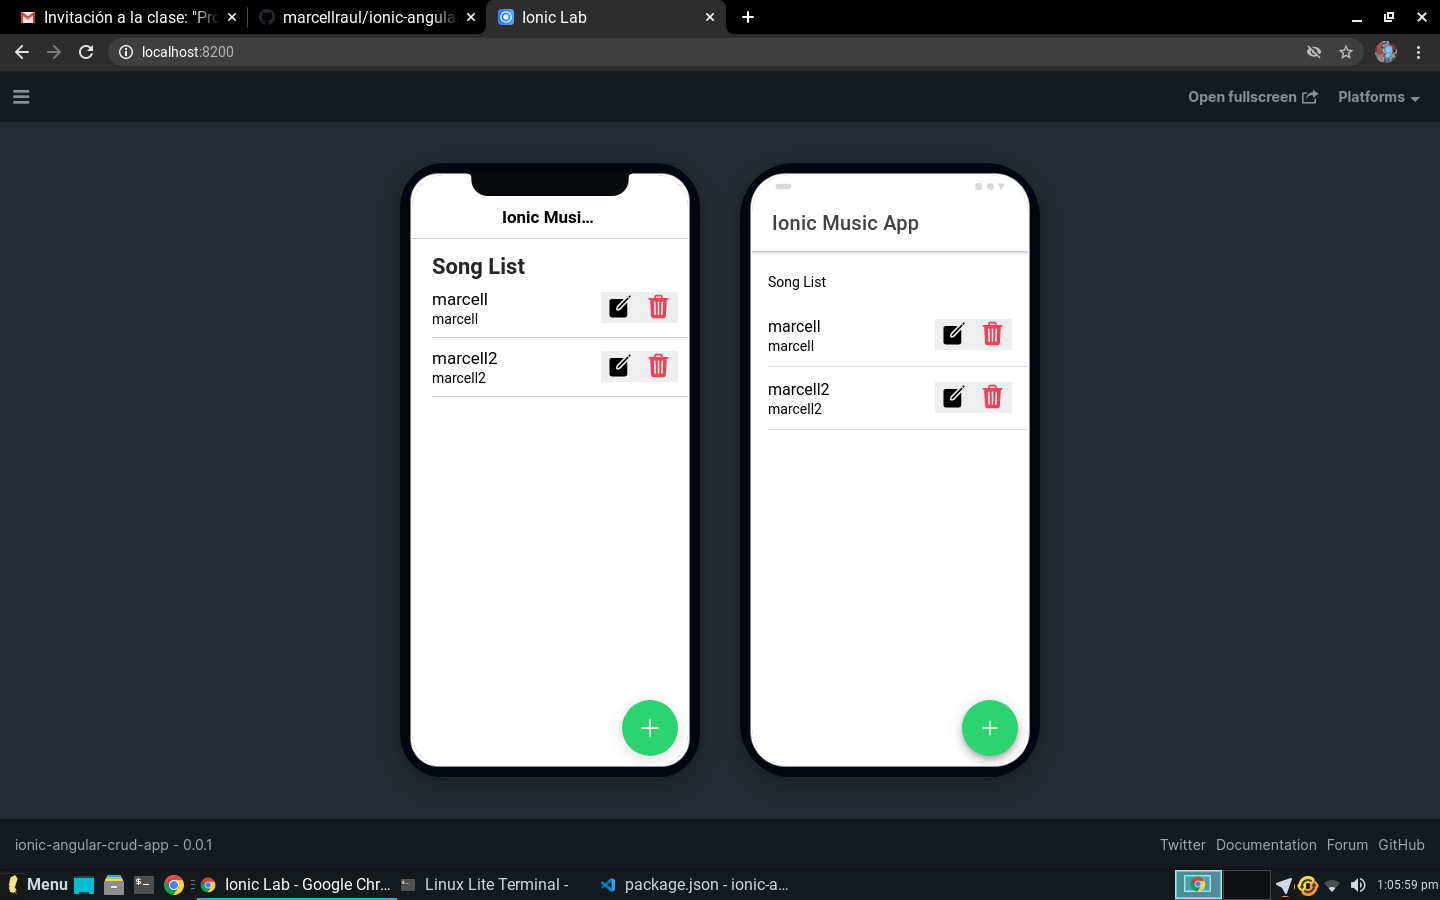 Invitación a la clase: "Pro
marcellraul/ionic-angula
Ionic Lab
localhost:8200
Open fullscreen
Platforms
Ionic Musi...
Song List
marcell
marcell
marcell2
marcell2
Ionic Music App
Song List
marcell
marcell
marcell2
marcell2
ionic-angular-crud-app - 0.0.1
Twitter Documentation Forum GitHub
Menu
Ionic Lab - Google Chr...
Linux Lite Terminal -
package.json - ionic-a...
1:05:59 pm